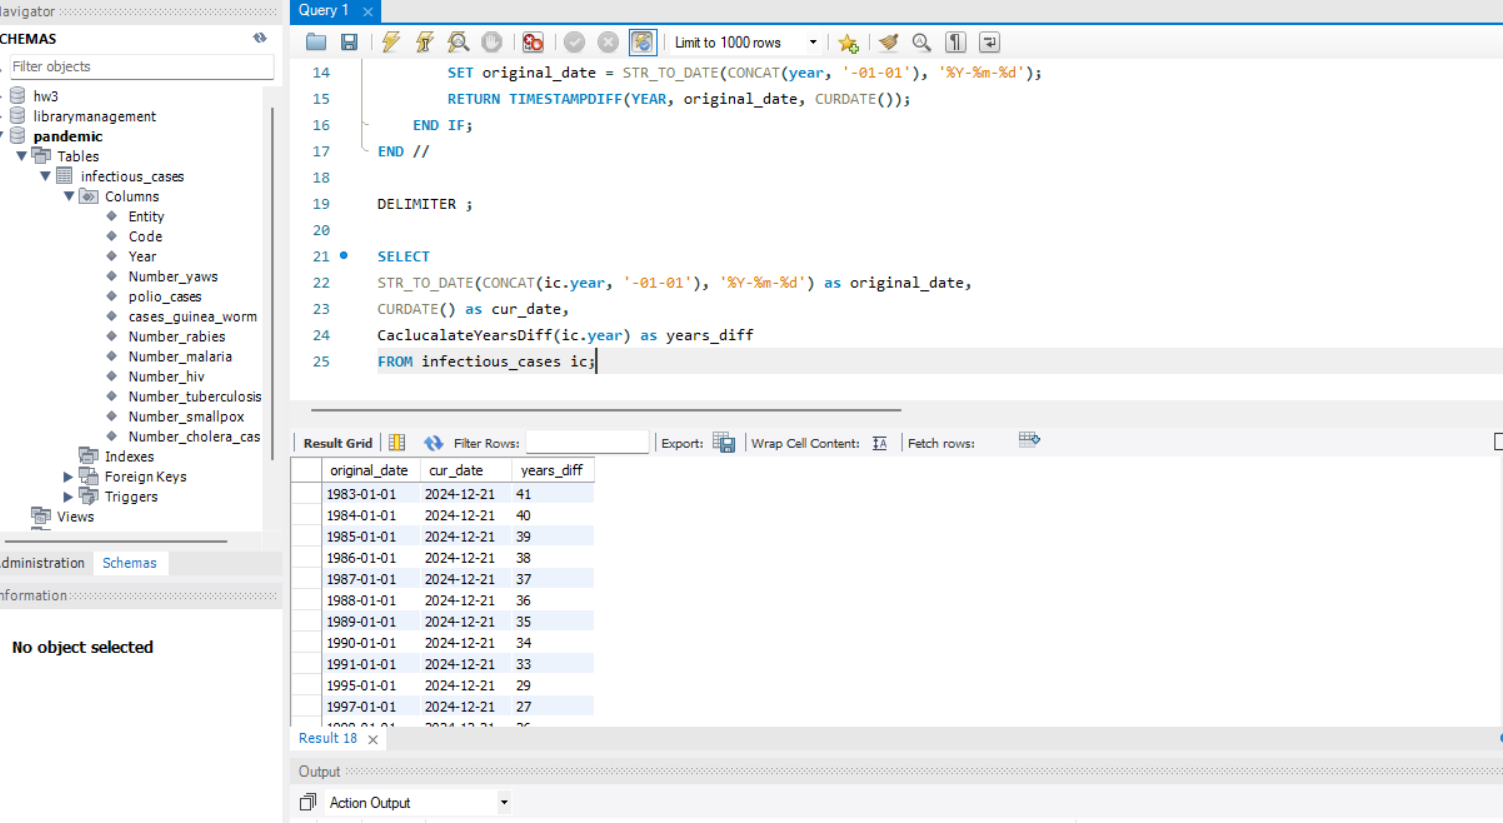 Navigator
Query 1
SCHEMAS
Limit to 1000 rows
Filter objects
hw3
librarymanagement
pandemic
Tables
infectious_cases
Columns
Entity
Code
Year
Number_yaws
polio_cases
cases_guinea_worm
Number_rabies
Number_malaria
Number_hiv
Number_tuberculosis
Number_smallpox
Number_cholera_cas
Indexes
Foreign Keys
Triggers
Views
dministration Schemas
nformation
No object selected
14 SET original_date = STR_TO_DATE(CONCAT(year, '-01-01'), '%Y-%m-%d');
15 RETURN TIMESTAMPDIFF(YEAR, original_date, CURDATE());
16 END IF;
17 END //
18
19 DELIMITER ;
20
21 SELECT
22 STR_TO_DATE(CONCAT(ic.year, '-01-01'), '%Y-%m-%d') as original_date,
23 CURDATE() as cur_date,
24 CaclucalateYearsDiff(ic.year) as years_diff
25 FROM infectious_cases ic;
Result Grid Filter Rows: Export: Wrap Cell Content: IA Fetch rows:
original_date cur_date years_diff
1983-01-01 2024-12-21 41
1984-01-01 2024-12-21 40
1985-01-01 2024-12-21 39
1986-01-01 2024-12-21 38
1987-01-01 2024-12-21 37
1988-01-01 2024-12-21 36
1989-01-01 2024-12-21 35
1990-01-01 2024-12-21 34
1991-01-01 2024-12-21 33
1995-01-01 2024-12-21 29
1997-01-01 2024-12-21 27
Result 18
Output
Action Output